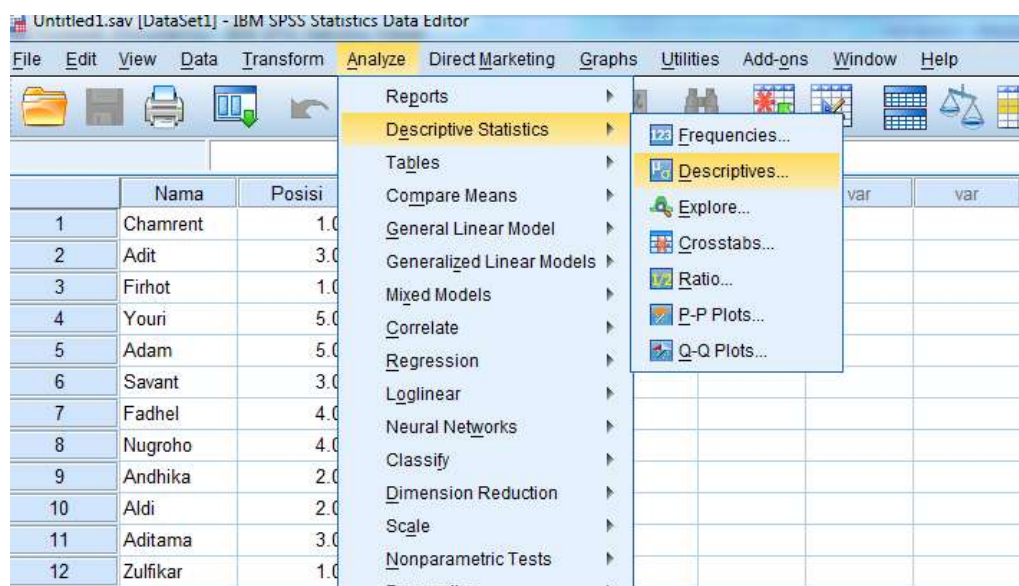 Untitled1.sav [DataSet1] - IBM SPSS Statistics Data Editor
File Edit View Data Transform Analyze Direct Marketing Graphs Utilities Add-ons Window Help
Reports
Descriptive Statistics
Tables
Compare Means
General Linear Model
Generalized Linear Models
Mixed Models
Correlate
Regression
Loglinear
Neural Networks
Classify
Dimension Reduction
Scale
Nonparametric Tests
123 Frequencies...
Descriptives...
Explore...
Crosstabs...
1/2 Ratio...
P-P Plots...
Q-Q Plots...
Nama Posisi var var
1 Chamrent 1.0
2 Adit 3.0
3 Firhot 1.0
4 Youri 5.0
5 Adam 5.0
6 Savant 3.0
7 Fadhel 4.0
8 Nugroho 4.0
9 Andhika 2.0
10 Aldi 2.0
11 Aditama 3.0
12 Zulfikar 1.0